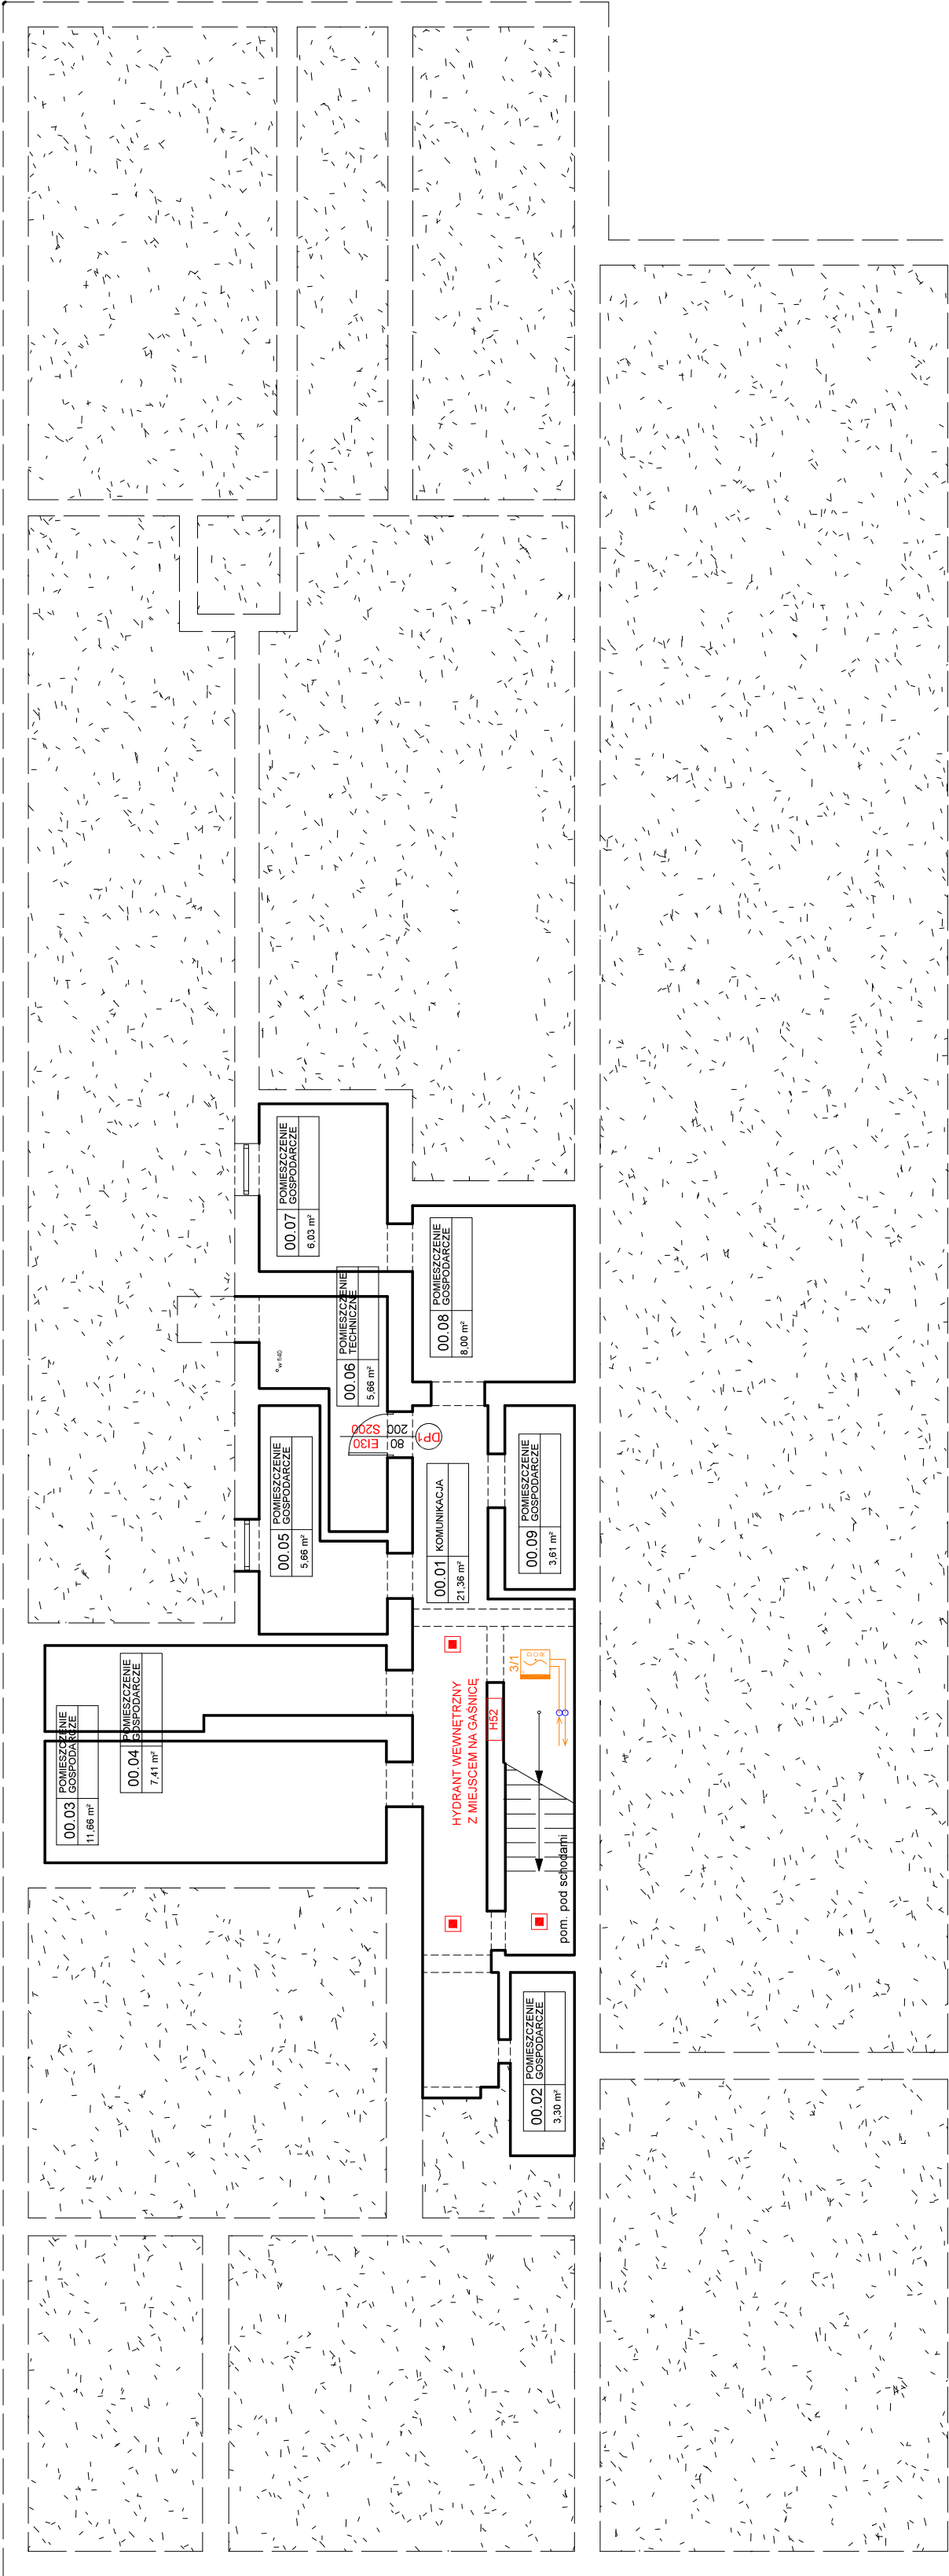 00.03 POMIESZCZENIE
GOSPODARCZE
11,66 m²
00.04 POMIESZCZENIE
GOSPODARCZE
7,41 m²
00.05 POMIESZCZENIE
GOSPODARCZE
5,66 m²
00.07 POMIESZCZENIE
GOSPODARCZE
6,03 m²
w 540
00.06 POMIESZCZENIE
TECHNICZNE
5,66 m²
EI30 S200
80 200
DP1
00.01 KOMUNIKACJA
21,36 m²
00.08 POMIESZCZENIE
GOSPODARCZE
8,00 m²
HYDRANT WEWNĘTRZNY
Z MIEJSCEM NA GAŚNICĘ
H52
3/1
DOR
00.09 POMIESZCZENIE
GOSPODARCZE
3,61 m²
00.02 POMIESZCZENIE
GOSPODARCZE
3,30 m²
pom. pod schodami